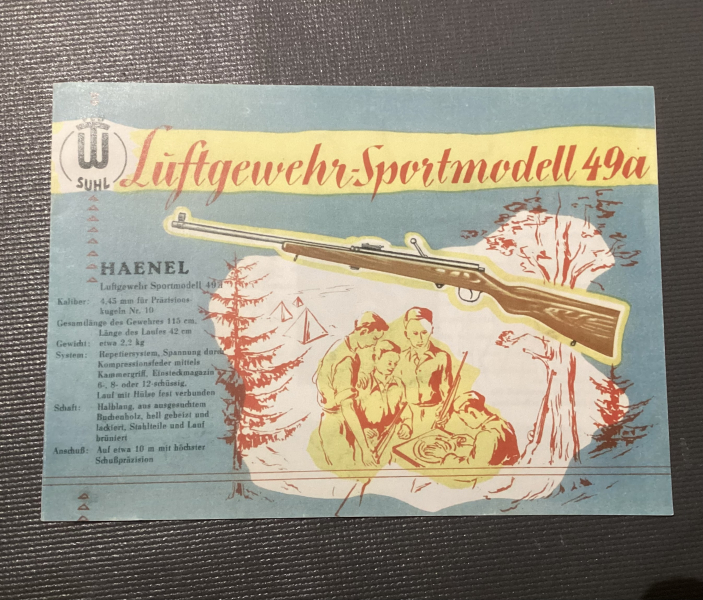 W
SUHL
Luftgewehr-Sportmodell 49a
HAENEL
Luftgewehr Sportmodell 49a
Kaliber: 4,45 mm für Präzisions-
kugeln Nr. 10
Gesamtlänge des Gewehres 115 cm,
Länge des Laufes 42 cm
Gewicht: etwa 2,2 kg
System: Repetiersystem, Spannung durch
Kompressionsfeder mittels
Kammergriff, Einsteckmagazin
6-, 8- oder 12-schüssig,
Lauf mit Hülse fest verbunden
Schaft: Halblang, aus ausgesuchtem
Buchenholz, hell gebeizt und
lackiert, Stahlteile und Lauf
brüniert
Anschuß: Auf etwa 10 m mit höchster
Schußpräzision